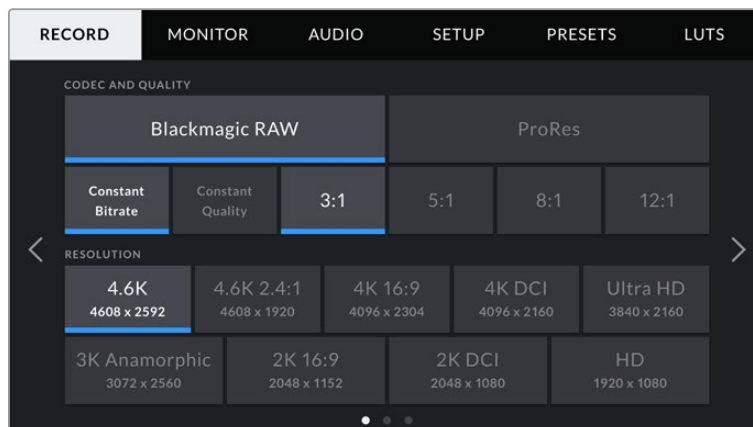 RECORD MONITOR AUDIO SETUP PRESETS LUTS
CODEC AND QUALITY
Blackmagic RAW ProRes
Constant Bitrate Constant Quality 3:1 5:1 8:1 12:1
RESOLUTION
4.6K 4.6K 2.4:1 4K 16:9 4K DCI Ultra HD
4608 x 2592 4608 x 1920 4096 x 2304 4096 x 2160 3840 x 2160
3K Anamorphic 2K 16:9 2K DCI HD
3072 x 2560 2048 x 1152 2048 x 1080 1920 x 1080